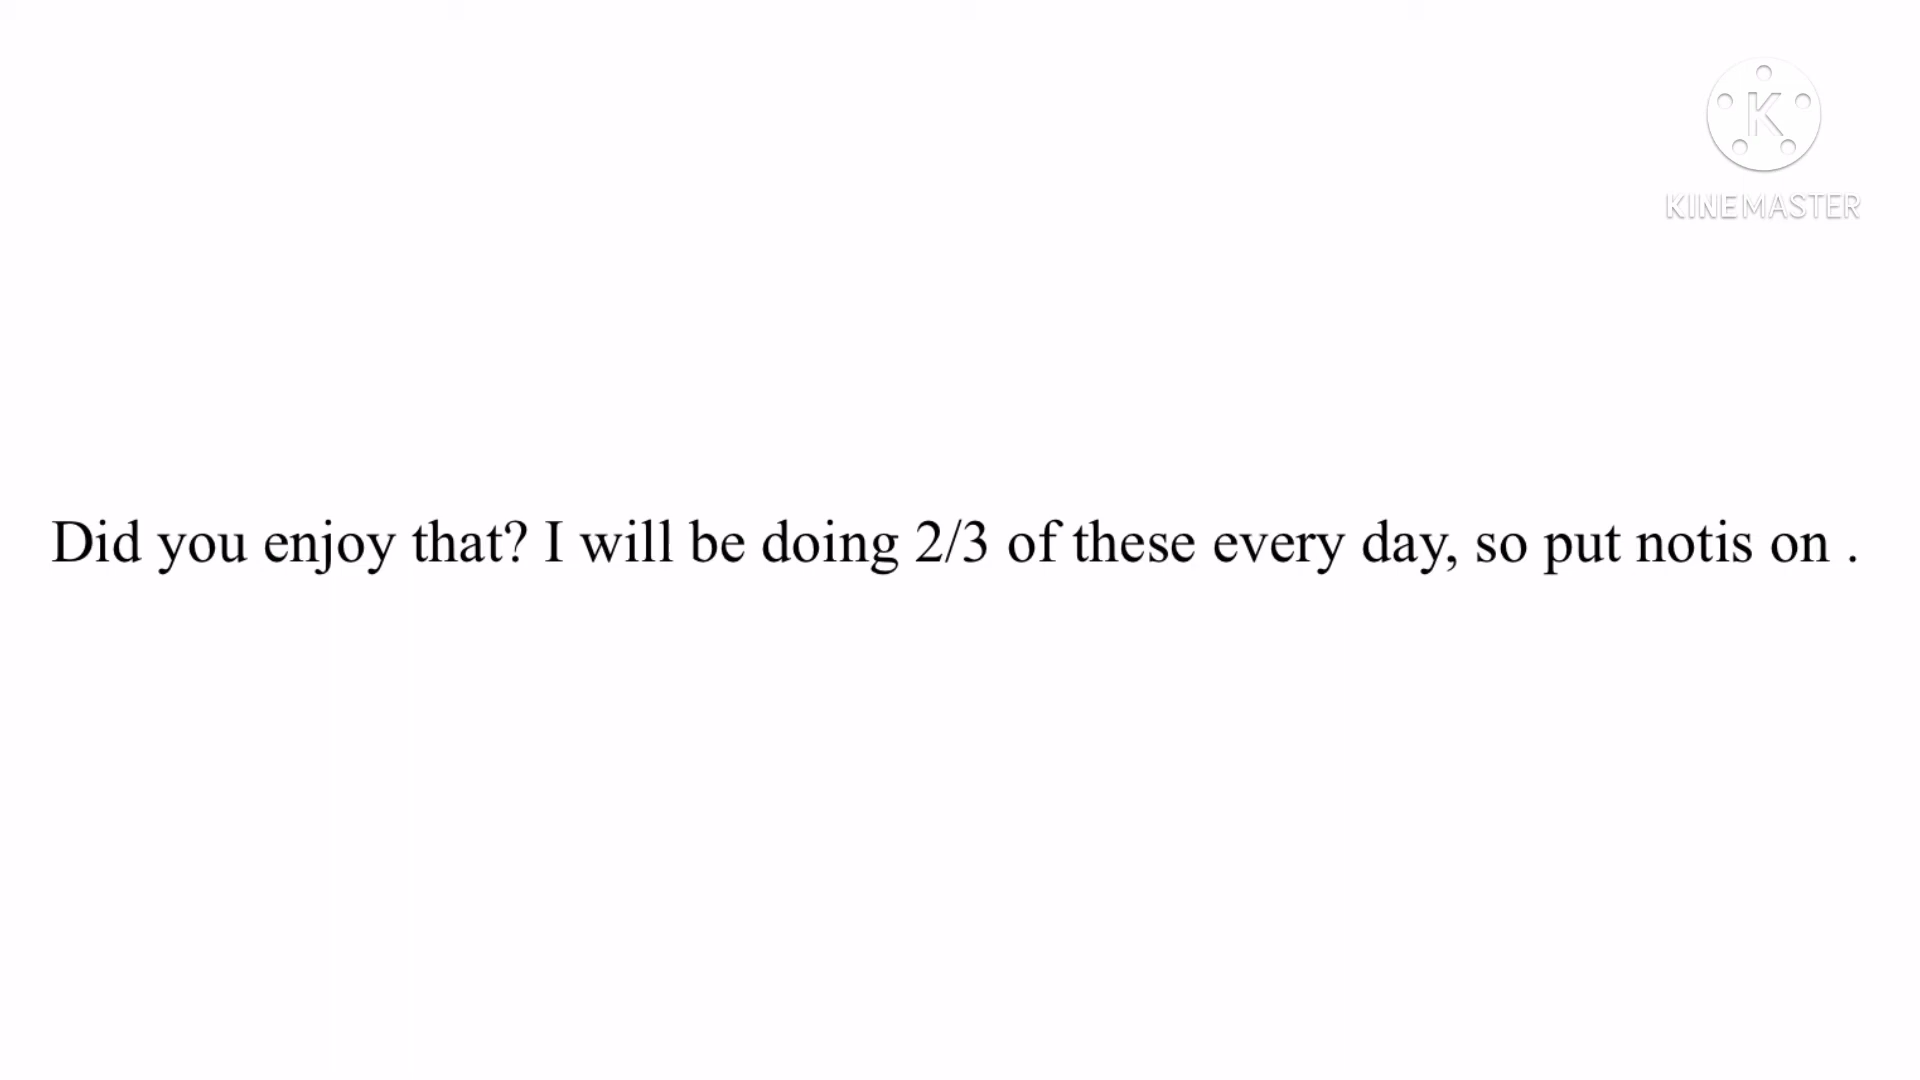 K
KINEMASTER
Did you enjoy that? I will be doing 2/3 of these every day, so put notis on .